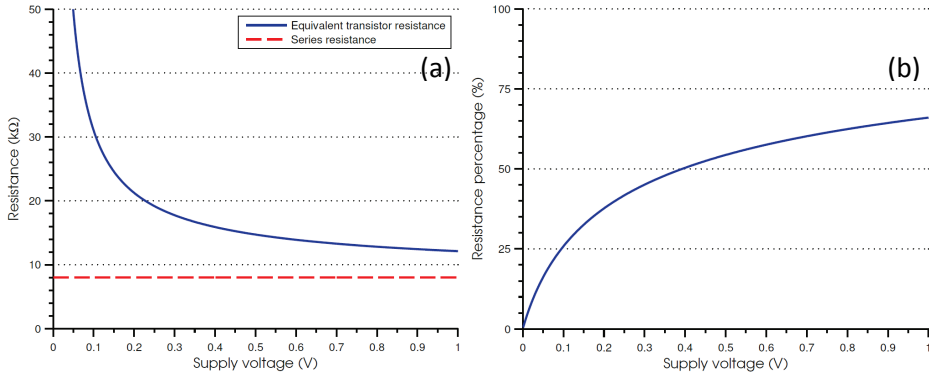 Equivalent transistor resistance
Series resistance
(a)
Resistance (kΩ)
50
40
30
20
10
0
0 0.1 0.2 0.3 0.4 0.5 0.6 0.7 0.8 0.9 1
Supply voltage (V)
(b)
Resistance percentage (%)
100
75
50
25
0
0 0.1 0.2 0.3 0.4 0.5 0.6 0.7 0.8 0.9 1
Supply voltage (V)